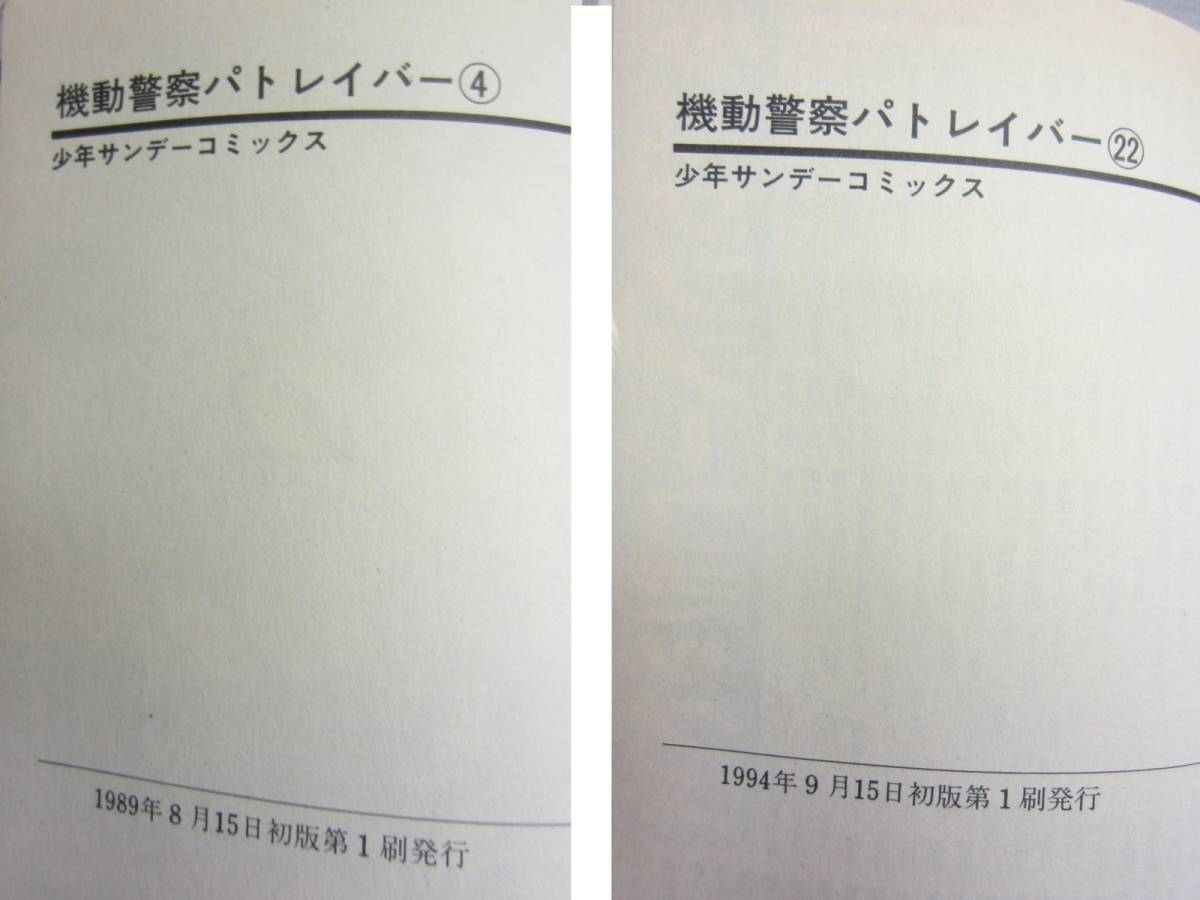 機動警察パトレイバー④
少年サンデーコミックス
1989年8月15日初版第1刷発行
機動警察パトレイバー㉒
少年サンデーコミックス
1994年9月15日初版第1刷発行